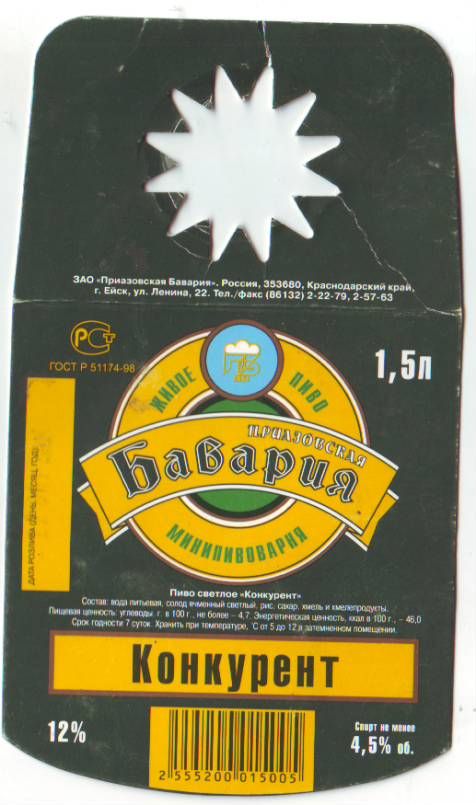 ЗАО «Приазовская Бавария». Россия, 353680, Краснодарский край,
г. Ейск, ул. Ленина, 22. Тел./факс (86132) 2-22-79, 2-57-63
РСТ
ГОСТ Р 51174-98
1,5л
ЖИВОЕ ПИВО
ПРИАЗОВСКАЯ
Бавария
МИНИПИВОВАРНЯ
ДАТА РОЗЛИВА (ДЕНЬ, МЕСЯЦ, ГОД):
Пиво светлое «Конкурент»
Состав: вода питьевая, солод ячменный светлый, рис, сахар, хмель и хмелепродукты.
Пищевая ценность: углеводы, г. в 100 г., не более – 4,7. Энергетическая ценность, ккал в 100 г., – 46,0
Срок годности 7 суток. Хранить при температуре, °С от 5 до 12 в затемненном помещении.
Конкурент
12%
Спирт не менее
4,5% об.
2 555200 015005